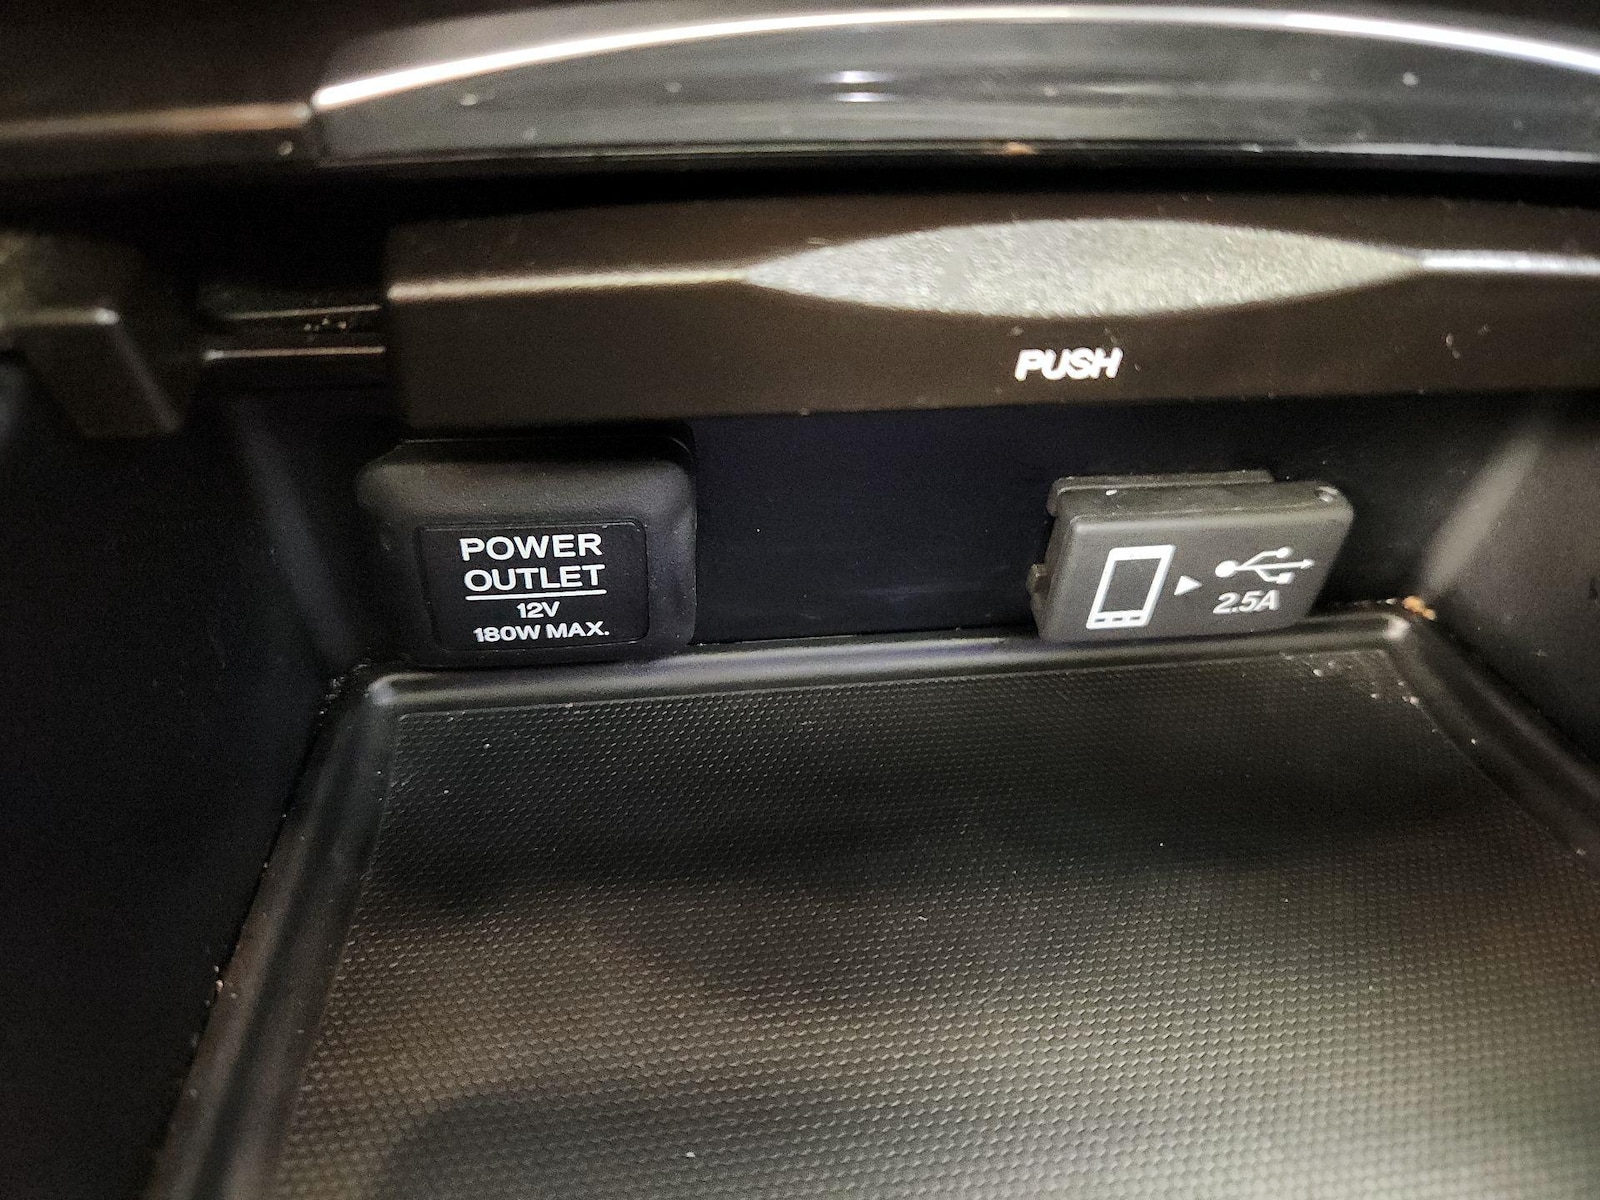 PUSH
POWER
OUTLET
12V
180W MAX.
2.5A